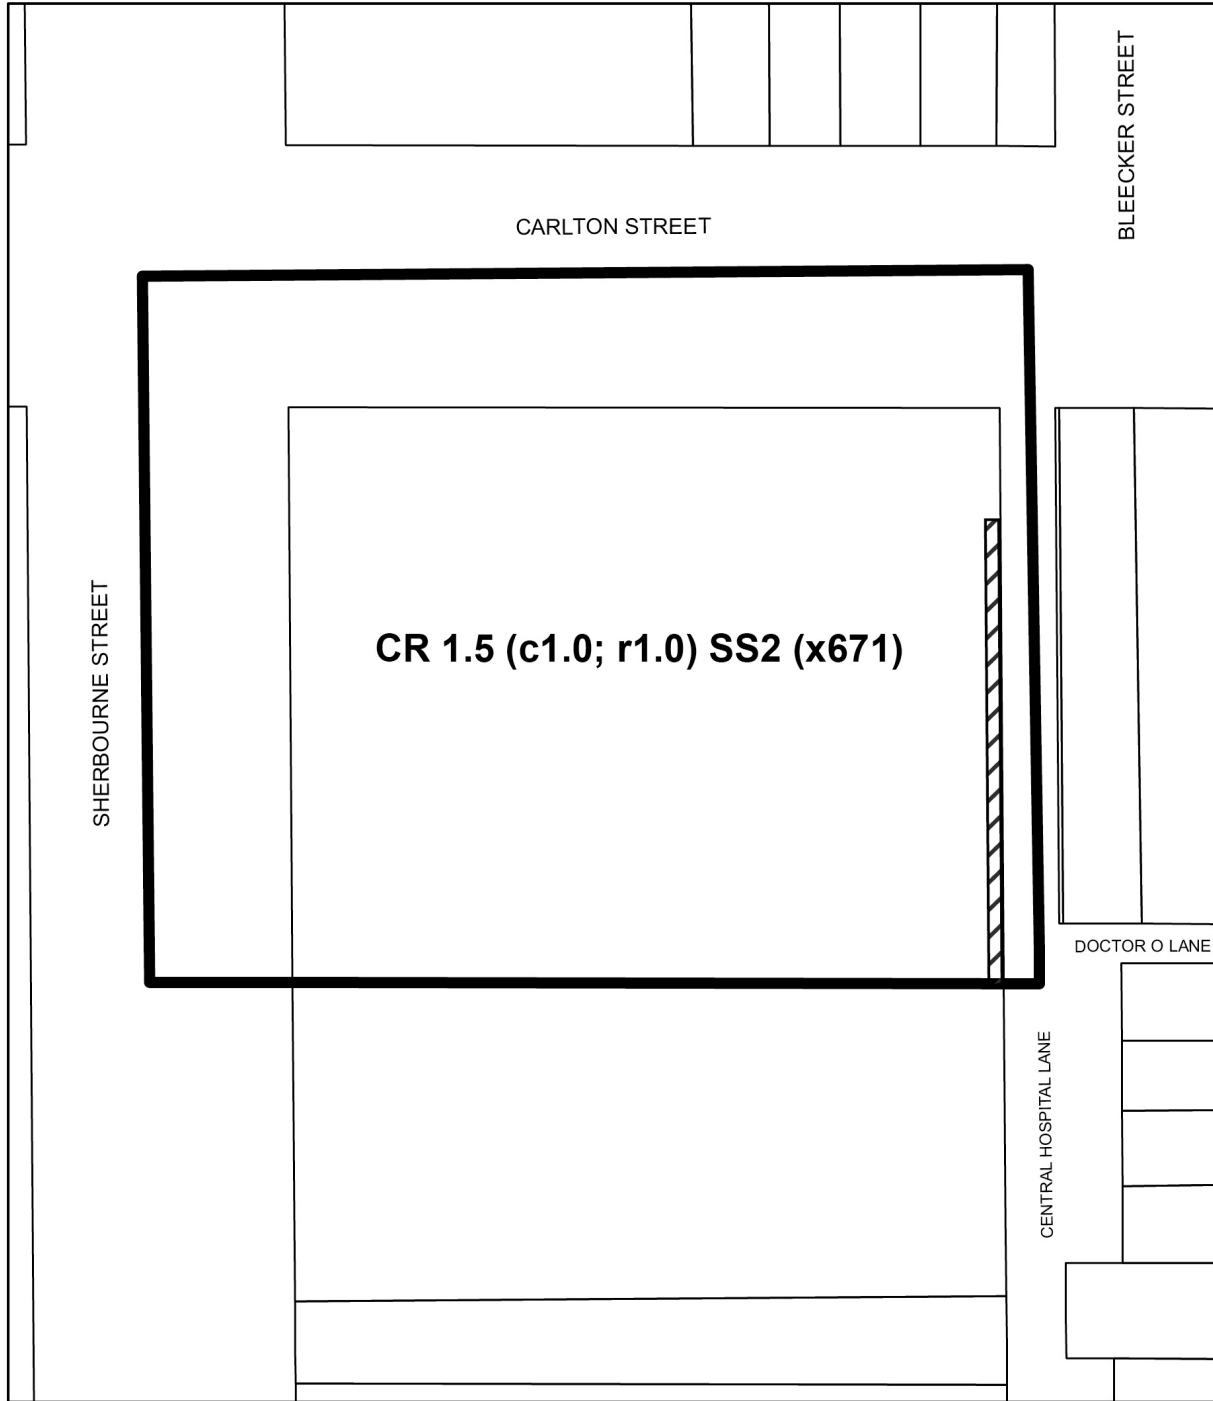 BLEECKER STREET
CARLTON STREET
SHERBOURNE STREET
CR 1.5 (c1.0; r1.0) SS2 (x671)
DOCTOR O LANE
CENTRAL HOSPITAL LANE